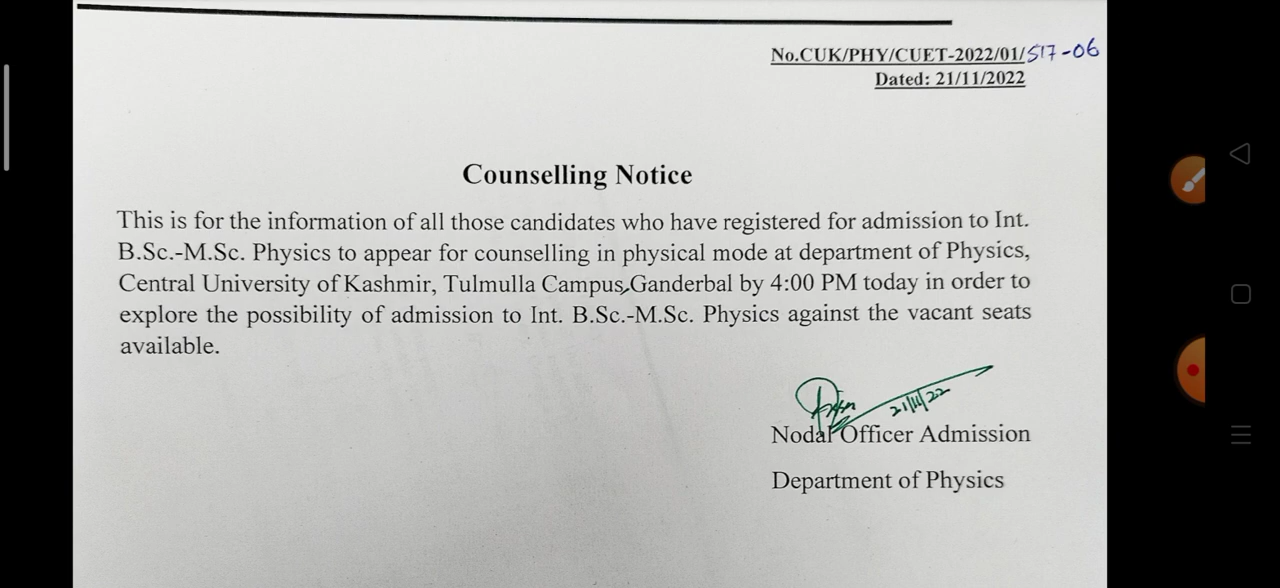 No.CUK/PHY/CUET-2022/01/517-06
Dated: 21/11/2022
Counselling Notice
This is for the information of all those candidates who have registered for admission to Int.
B.Sc.-M.Sc. Physics to appear for counselling in physical mode at department of Physics,
Central University of Kashmir, Tulmulla Campus,Ganderbal by 4:00 PM today in order to
explore the possibility of admission to Int. B.Sc.-M.Sc. Physics against the vacant seats
available.
21/11/22
Nodal Officer Admission
Department of Physics